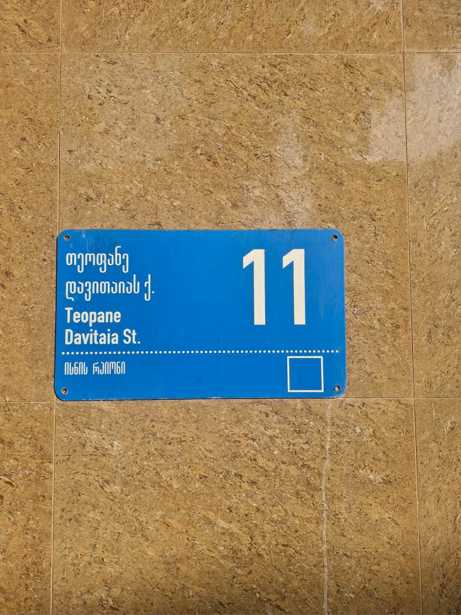 თეოფანე
დავითაიას ქ.
11
Teopane
Davitaia St.
ისნის რაიონი